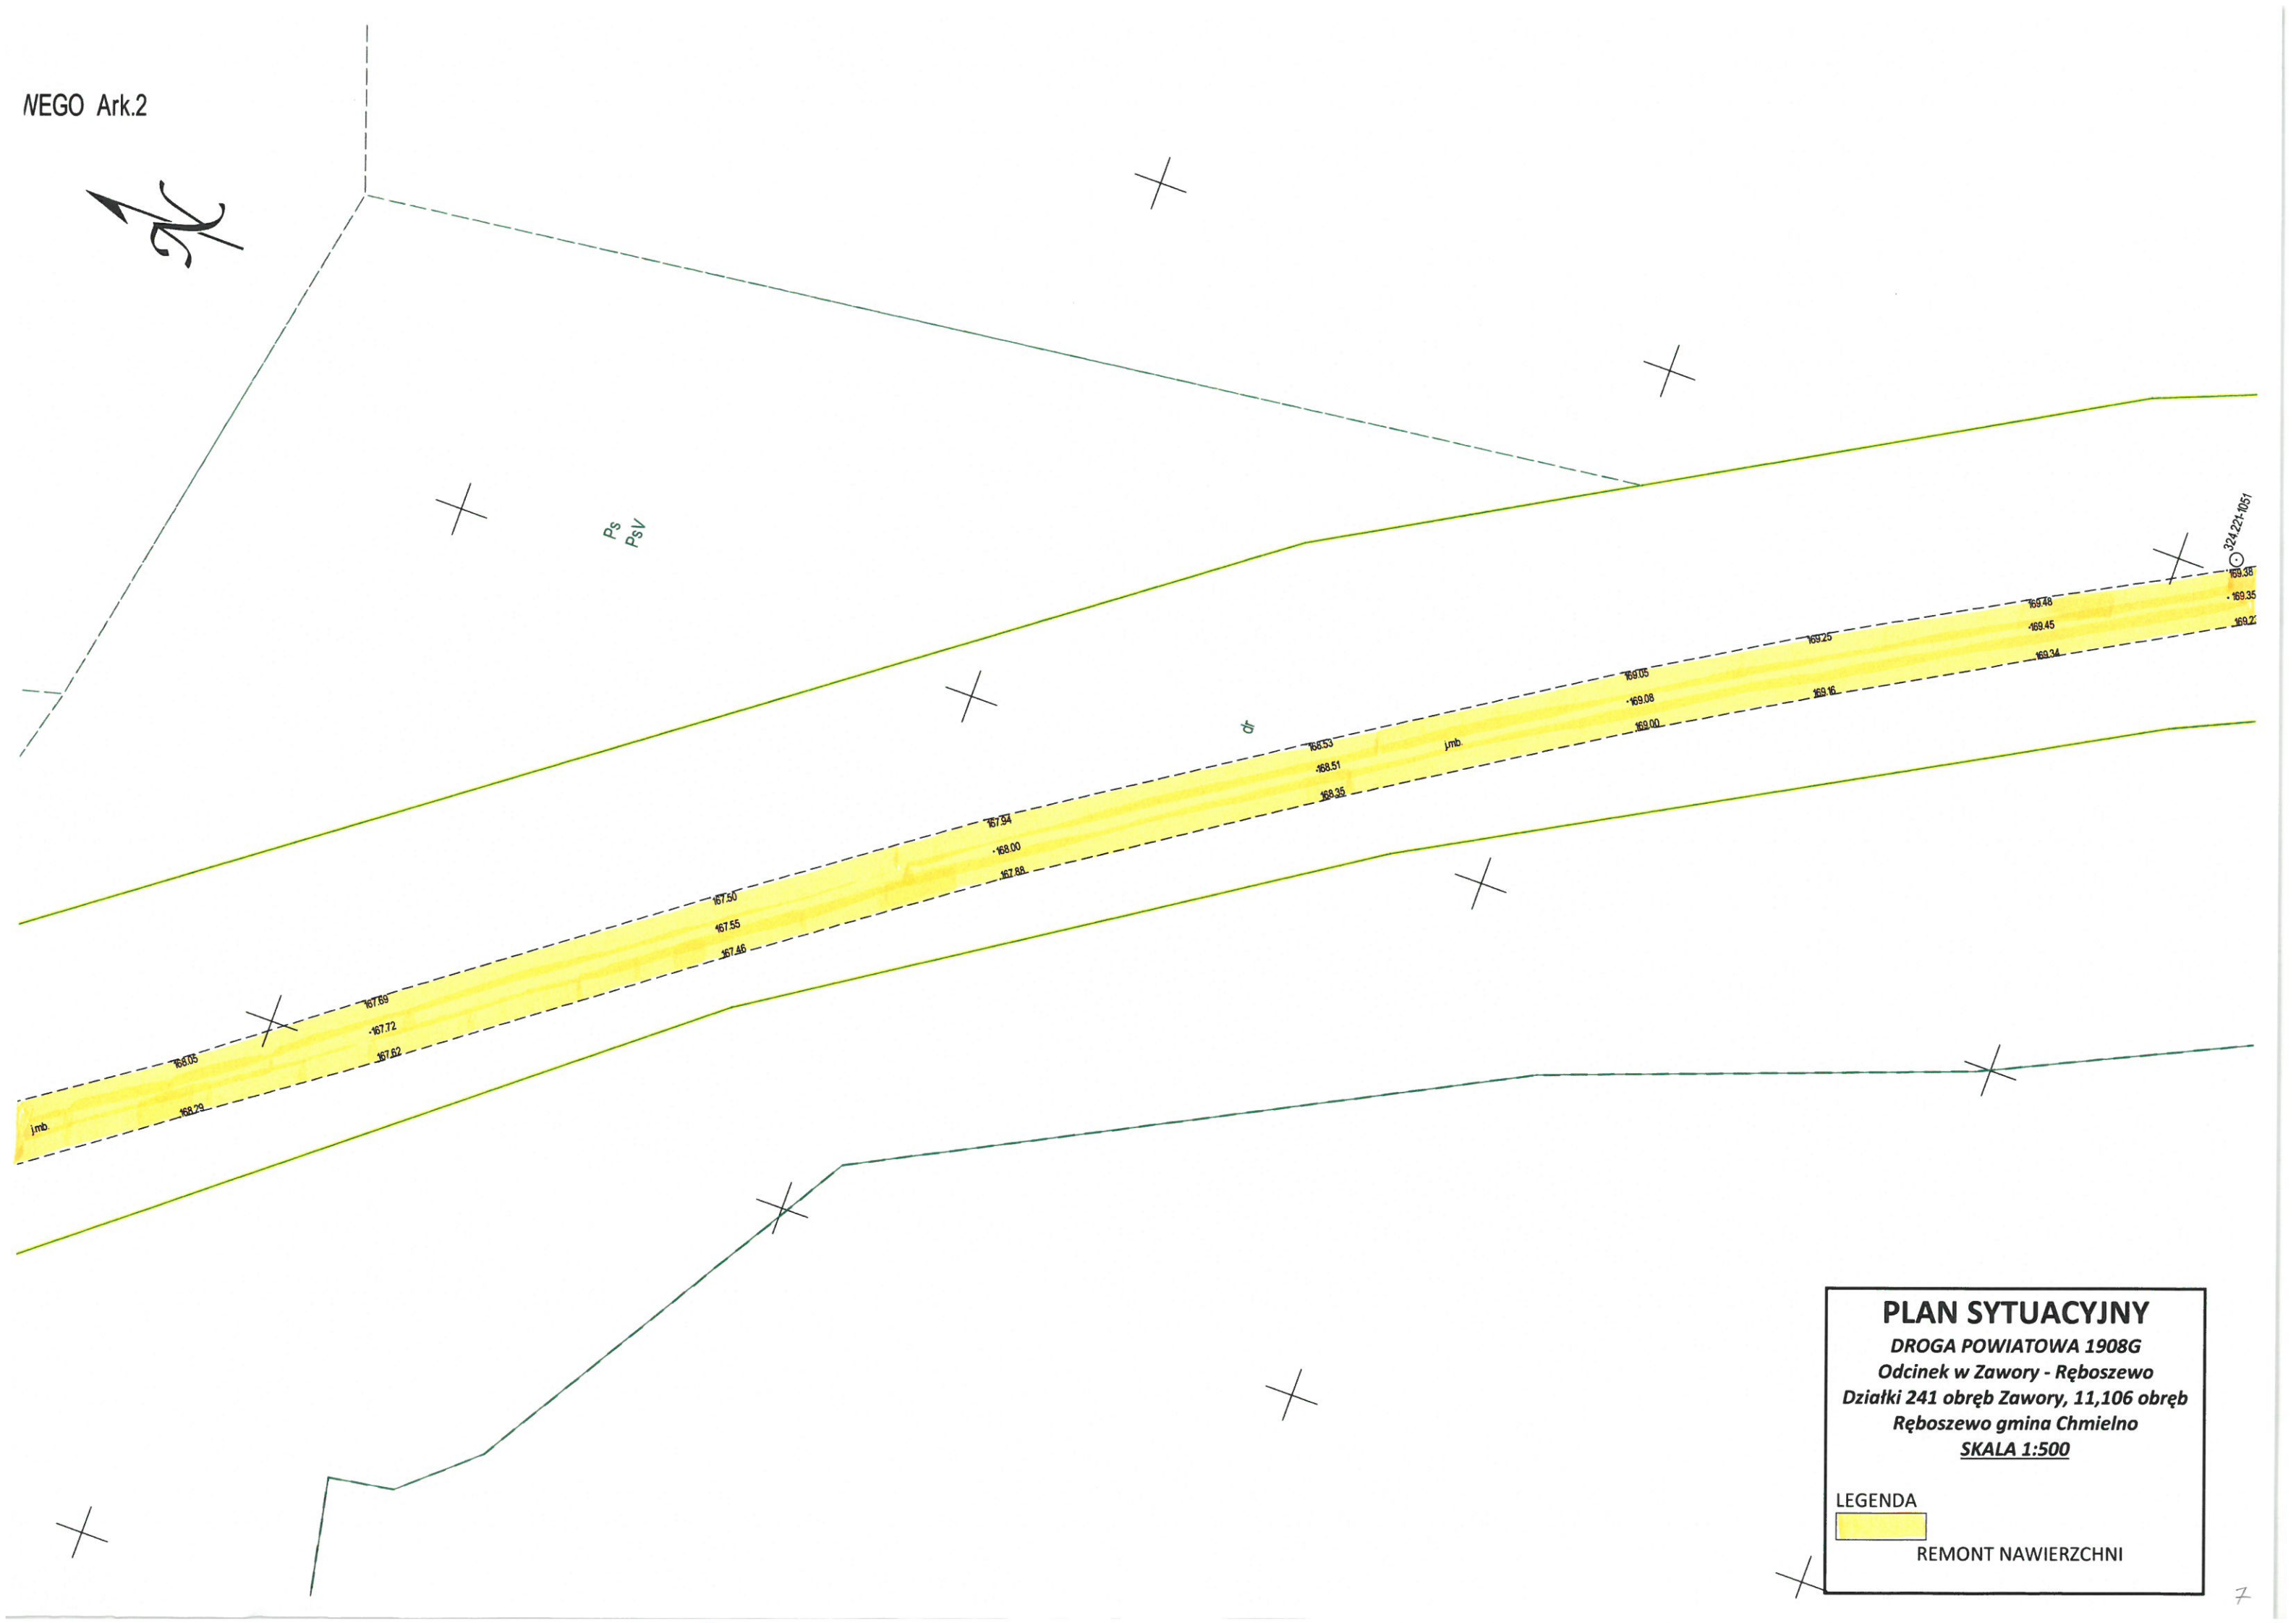 WEGO Ark.2
Ps
PsV
dr
324.221-1051
169.38
169.35
169.48
169.45
169.34
169.25
169.16
169.05
169.08
169.00
j.mb.
168.53
168.51
168.35
167.94
168.00
167.88
167.50
167.55
167.46
167.69
167.72
167.62
168.05
168.29
j.mb.
PLAN SYTUACYJNY
DROGA POWIATOWA 1908G
Odcinek w Zawory - Ręboszewo
Działki 241 obręb Zawory, 11,106 obręb
Ręboszewo gmina Chmielno
SKALA 1:500
LEGENDA
REMONT NAWIERZCHNI
7